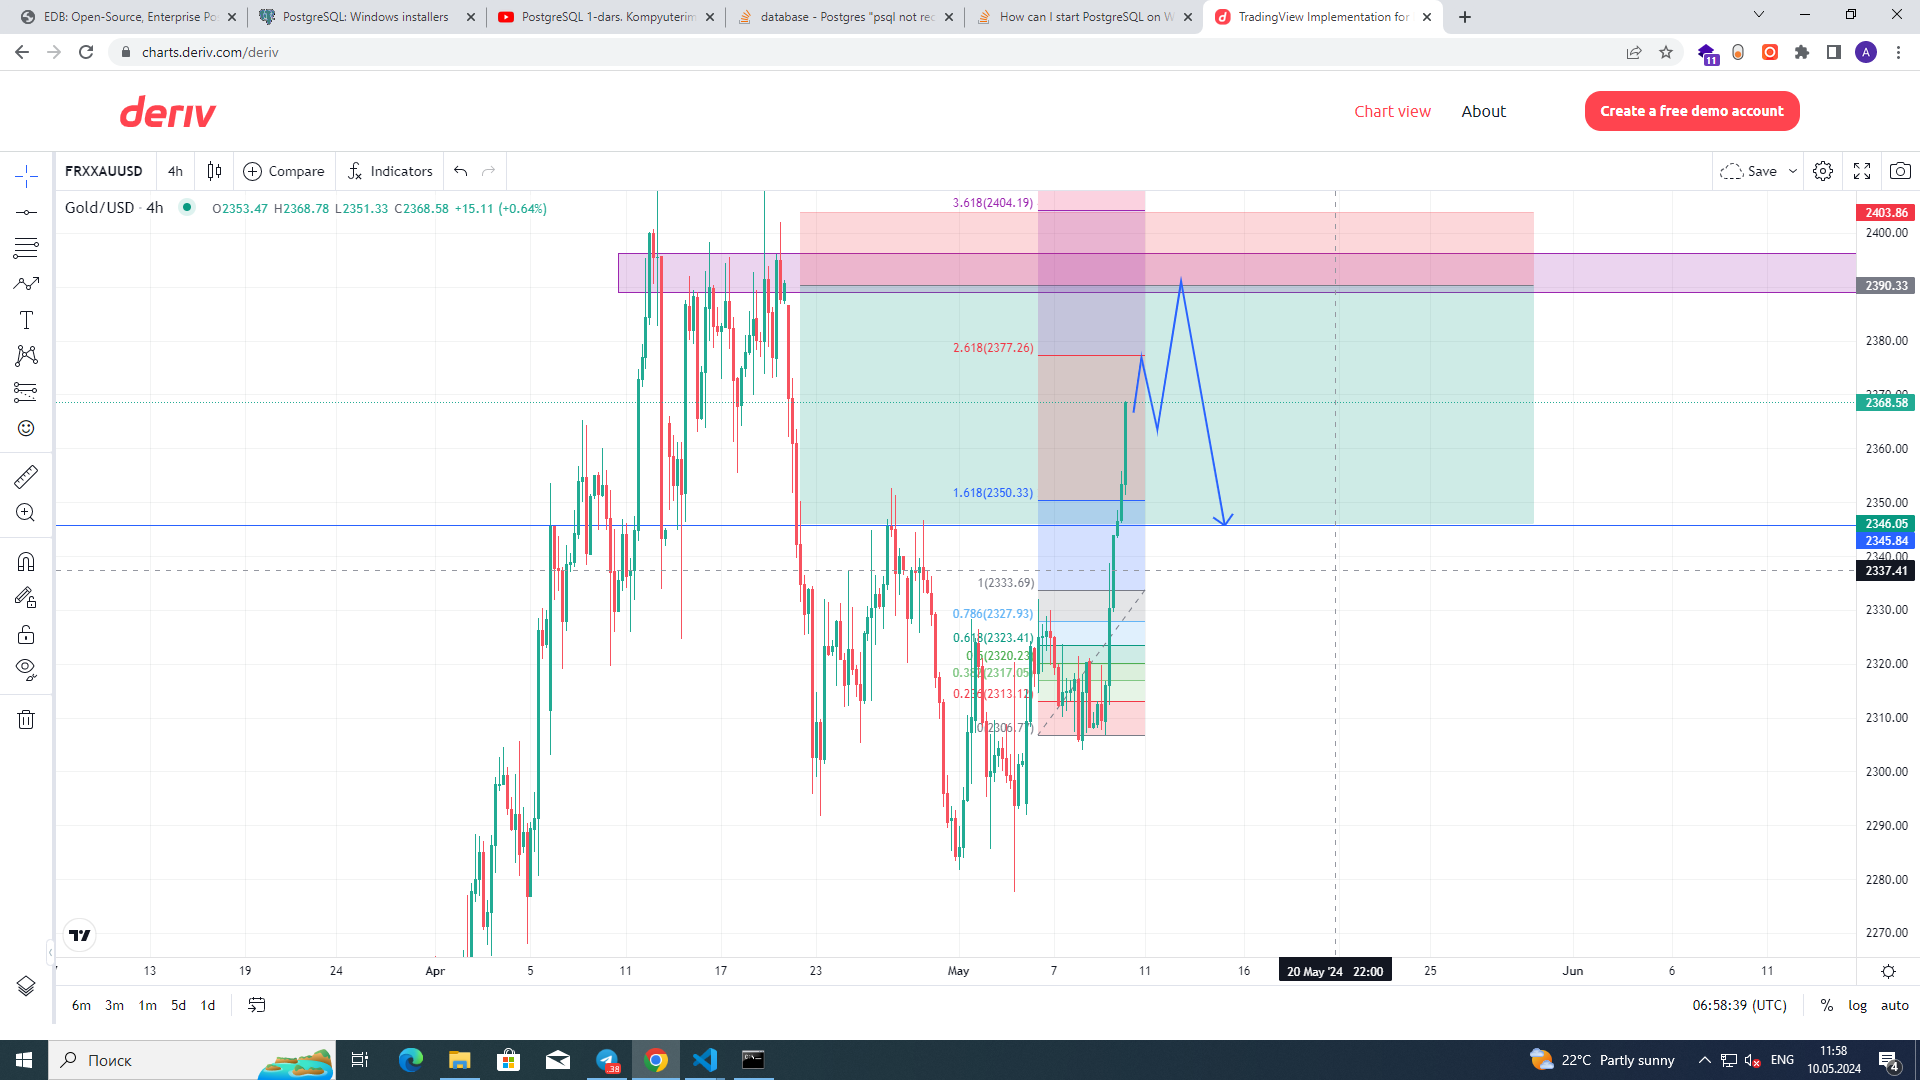 EDB: Open-Source, Enterprise Po
PostgreSQL: Windows installers
PostgreSQL 1-dars. Kompyuterin
database - Postgres "psql not rec
How can I start PostgreSQL on W
TradingView Implementation for
charts.deriv.com/deriv
11
A
deriv
Chart view
About
Create a free demo account
FRXXAUUSD
4h
Compare
Indicators
Save
Gold/USD · 4h
O2353.47 H2368.78 L2351.33 C2368.58 +15.11 (+0.64%)
3.618(2404.19)
2.618(2377.26)
1.618(2350.33)
1(2333.69)
0.786(2327.93)
0.618(2323.41)
0.5(2320.23)
0.382(2317.05)
0.236(2313.12)
0(2306.77)
2403.86
2400.00
2390.33
2380.00
2370.00
2368.58
2360.00
2350.00
2346.05
2345.84
2340.00
2337.41
2330.00
2320.00
2310.00
2300.00
2290.00
2280.00
2270.00
13
19
24
Apr
5
11
17
23
May
7
11
16
20 May '24 22:00
25
Jun
6
11
6m
3m
1m
5d
1d
06:58:39 (UTC)
%
log
auto
Поиск
.38
22°C Partly sunny
ENG
11:58
10.05.2024
4